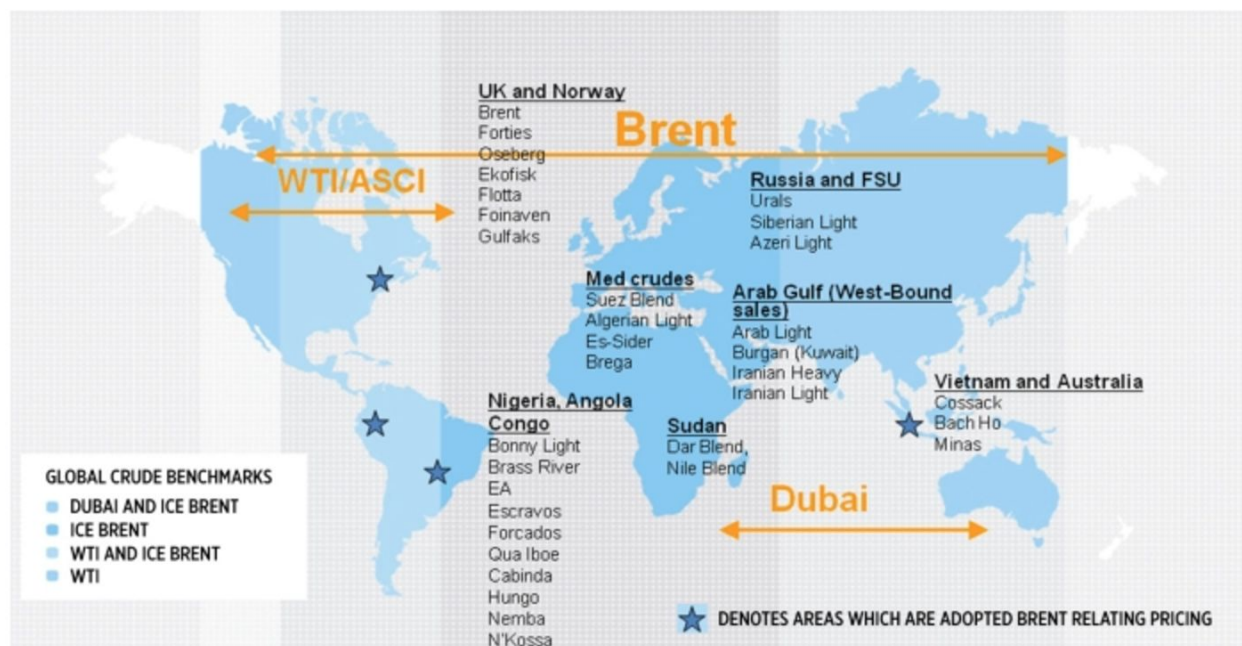 UK and Norway
Brent
Forties
Oseberg
Ekofisk
Flotta
Foinaven
Gulfaks
Brent
WTI/ASCI
Russia and FSU
Urals
Siberian Light
Azeri Light
Med crudes
Suez Blend
Algerian Light
Es-Sider
Brega
Arab Gulf (West-Bound
sales)
Arab Light
Burgan (Kuwait)
Iranian Heavy
Iranian Light
Vietnam and Australia
Cossack
Bach Ho
Minas
Nigeria, Angola
Congo
Bonny Light
Brass River
EA
Escravos
Forcados
Qua Iboe
Cabinda
Hungo
Nemba
N'Kossa
Sudan
Dar Blend,
Nile Blend
Dubai
GLOBAL CRUDE BENCHMARKS
DUBAI AND ICE BRENT
ICE BRENT
WTI AND ICE BRENT
WTI
DENOTES AREAS WHICH ARE ADOPTED BRENT RELATING PRICING